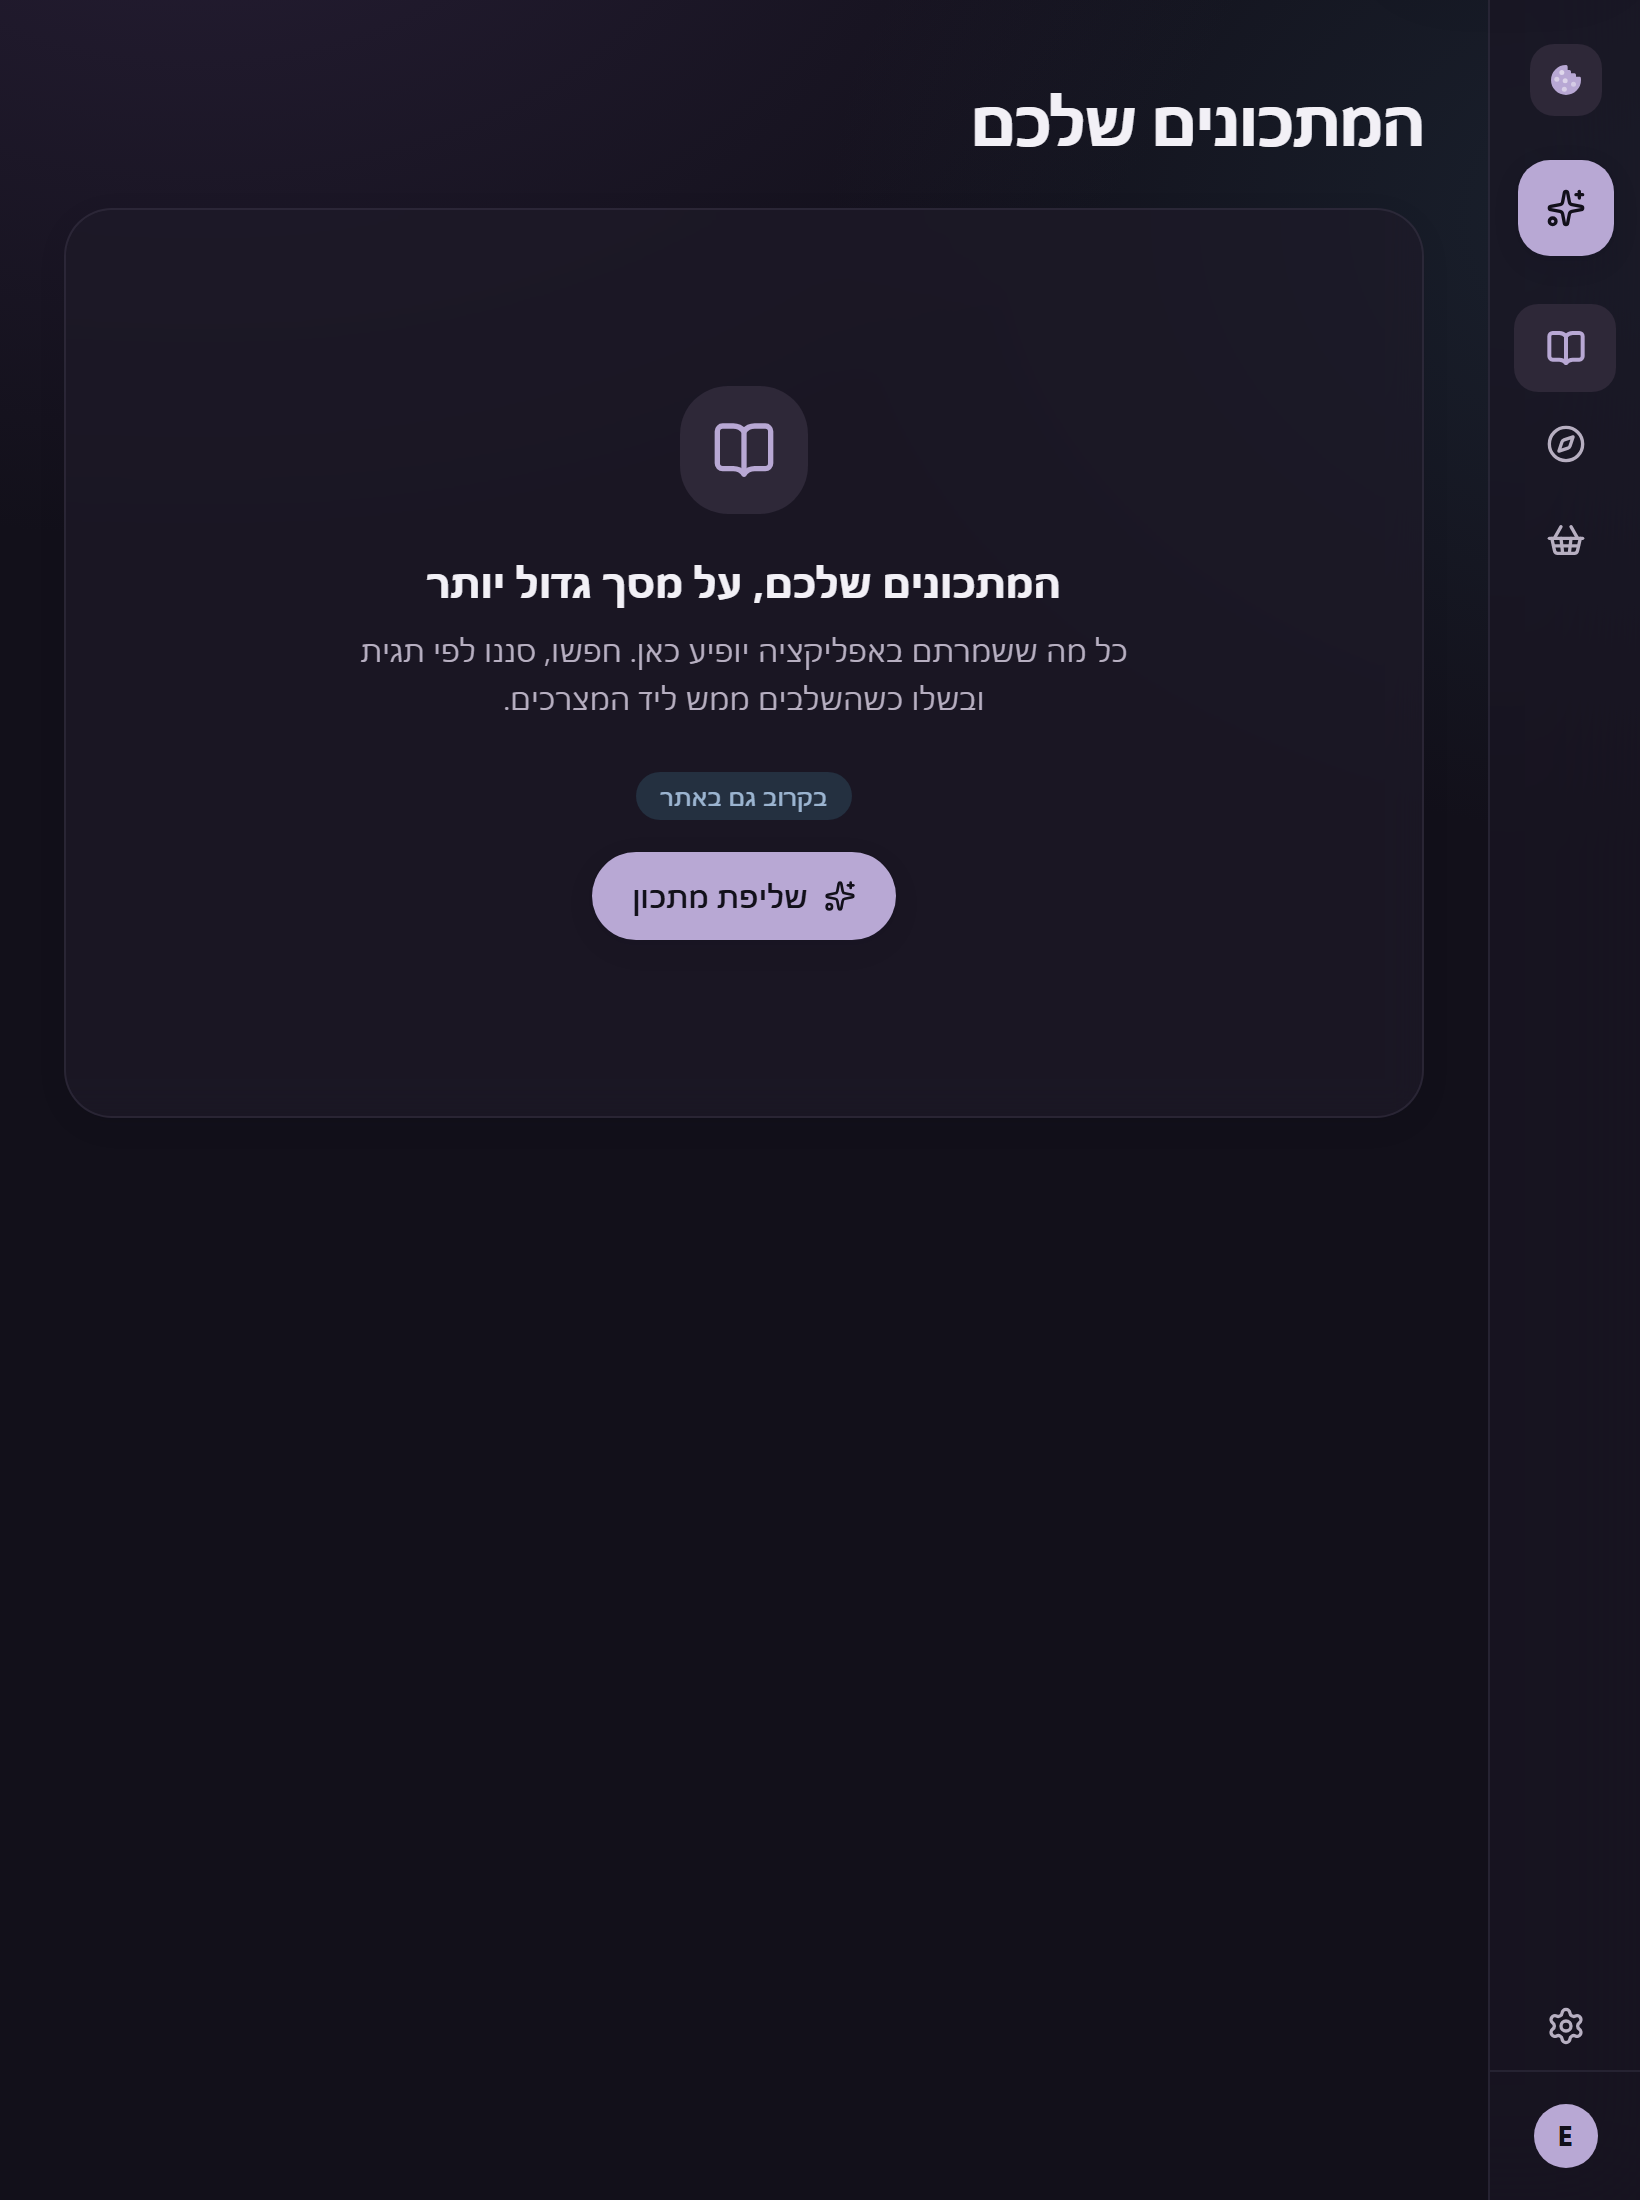 המתכונים שלכם
המתכונים שלכם, על מסך גדול יותר
כל מה ששמרתם באפליקציה יופיע כאן. חפשו, סננו לפי תגית
ובשלו כשהשלבים ממש ליד המצרכים.
בקרוב גם באתר
שליפת מתכון
E